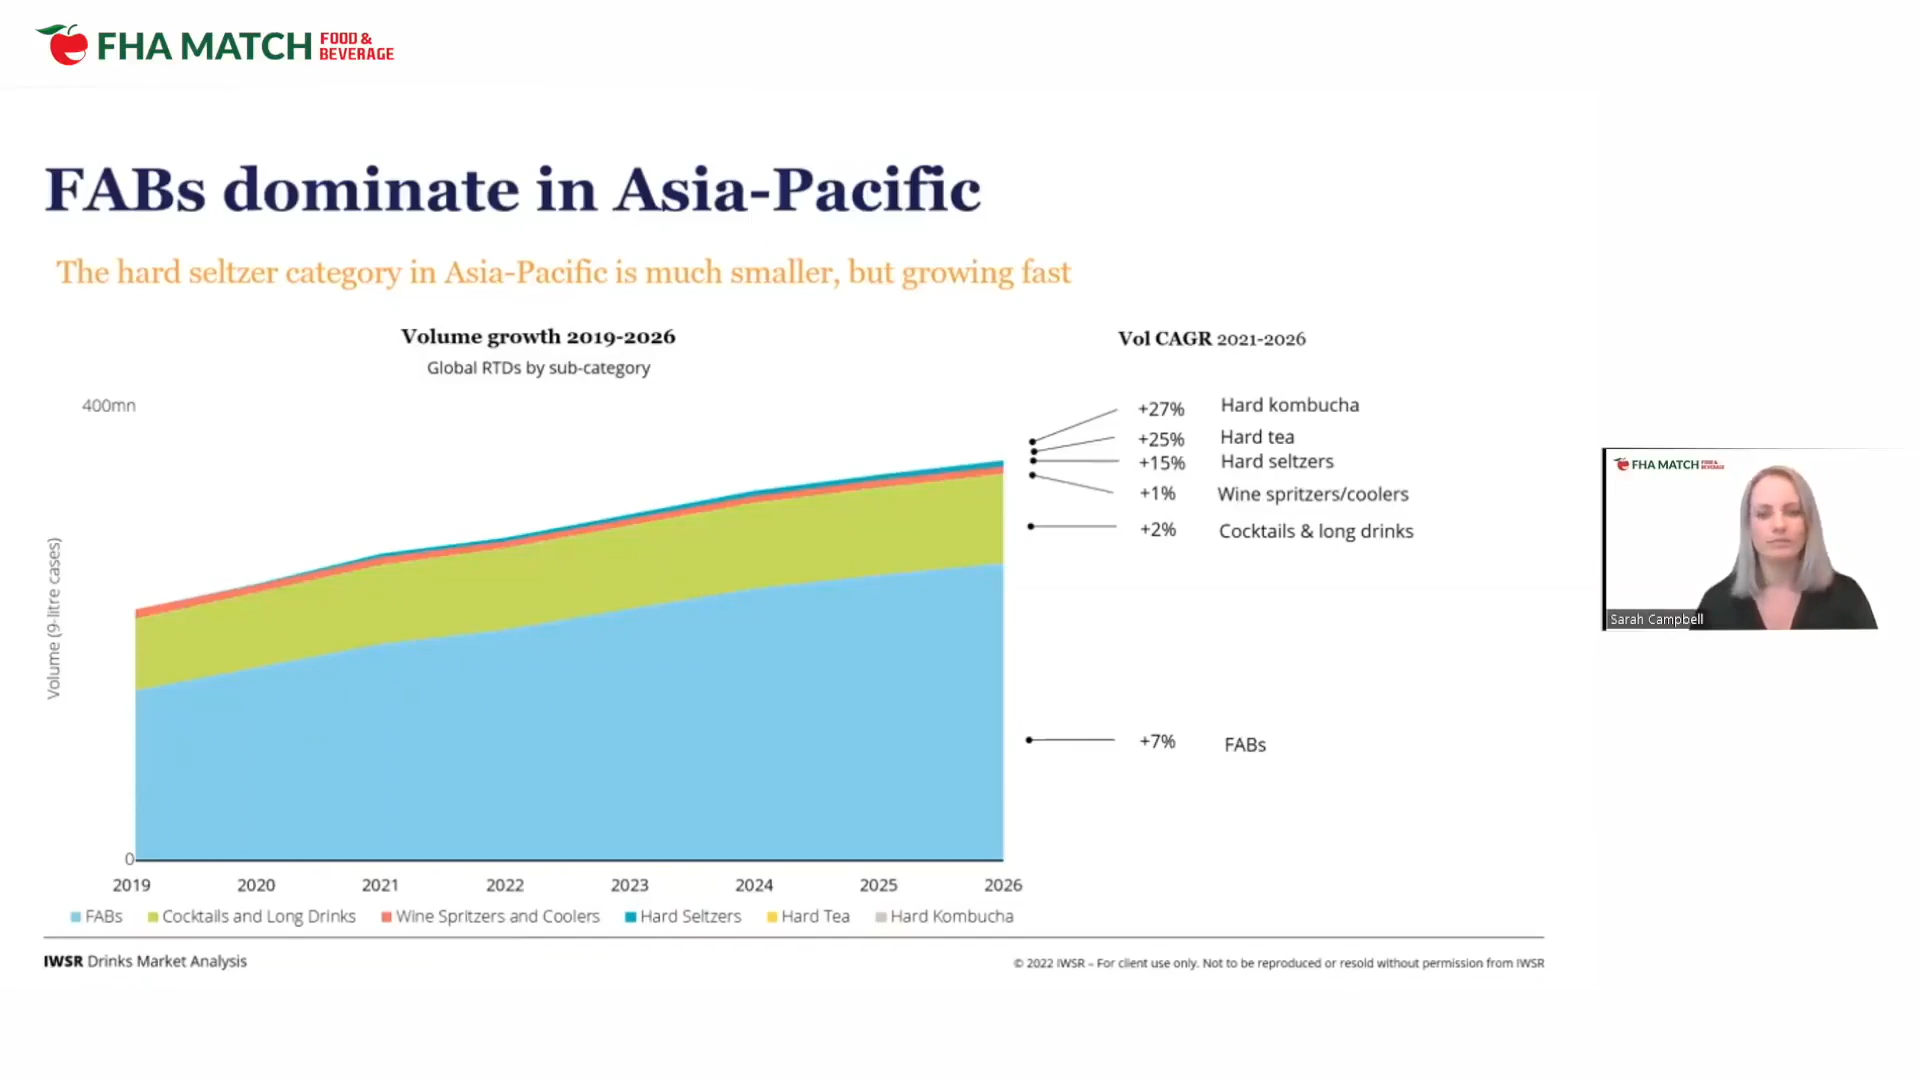 FHA MATCH FOOD &
BEVERAGE
FABs dominate in Asia-Pacific
The hard seltzer category in Asia-Pacific is much smaller, but growing fast
Volume growth 2019-2026
Global RTDs by sub-category
Vol CAGR 2021-2026
400mn
Volume (9-litre cases)
0
+27% Hard kombucha
+25% Hard tea
+15% Hard seltzers
+1% Wine spritzers/coolers
+2% Cocktails & long drinks
+7% FABs
2019 2020 2021 2022 2023 2024 2025 2026
FABs Cocktails and Long Drinks Wine Spritzers and Coolers Hard Seltzers Hard Tea Hard Kombucha
IWSR Drinks Market Analysis
© 2022 IWSR – For client use only. Not to be reproduced or resold without permission from IWSR
FHA MATCH FOOD &
BEVERAGE
Sarah Campbell